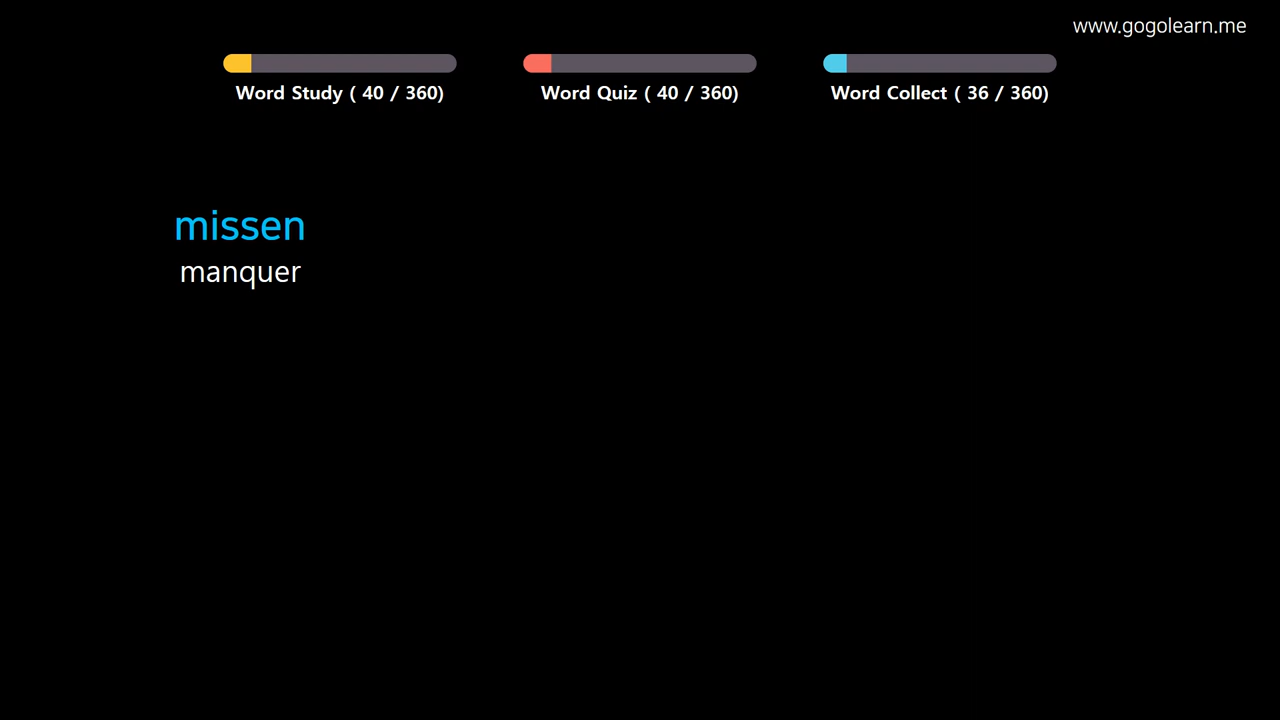 www.gogolearn.me
Word Study ( 40 / 360)
Word Quiz ( 40 / 360)
Word Collect ( 36 / 360)
missen
manquer